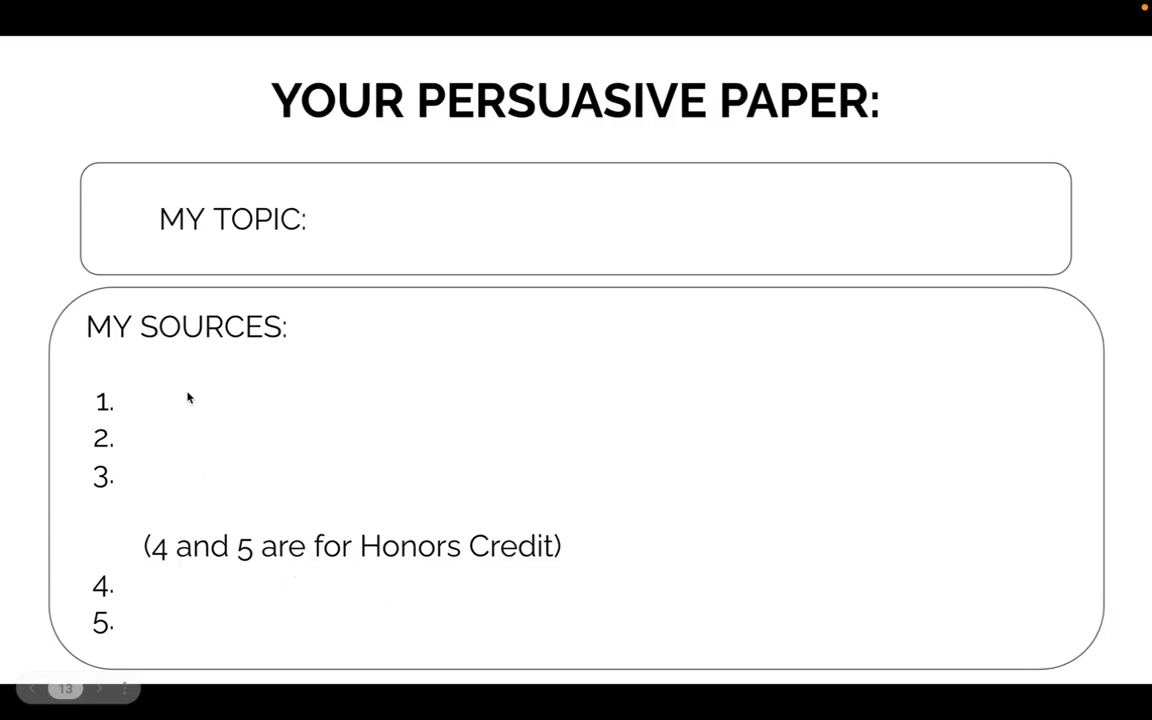 YOUR PERSUASIVE PAPER:
MY TOPIC:
MY SOURCES:
1.
2.
3.
(4 and 5 are for Honors Credit)
4.
5.
13